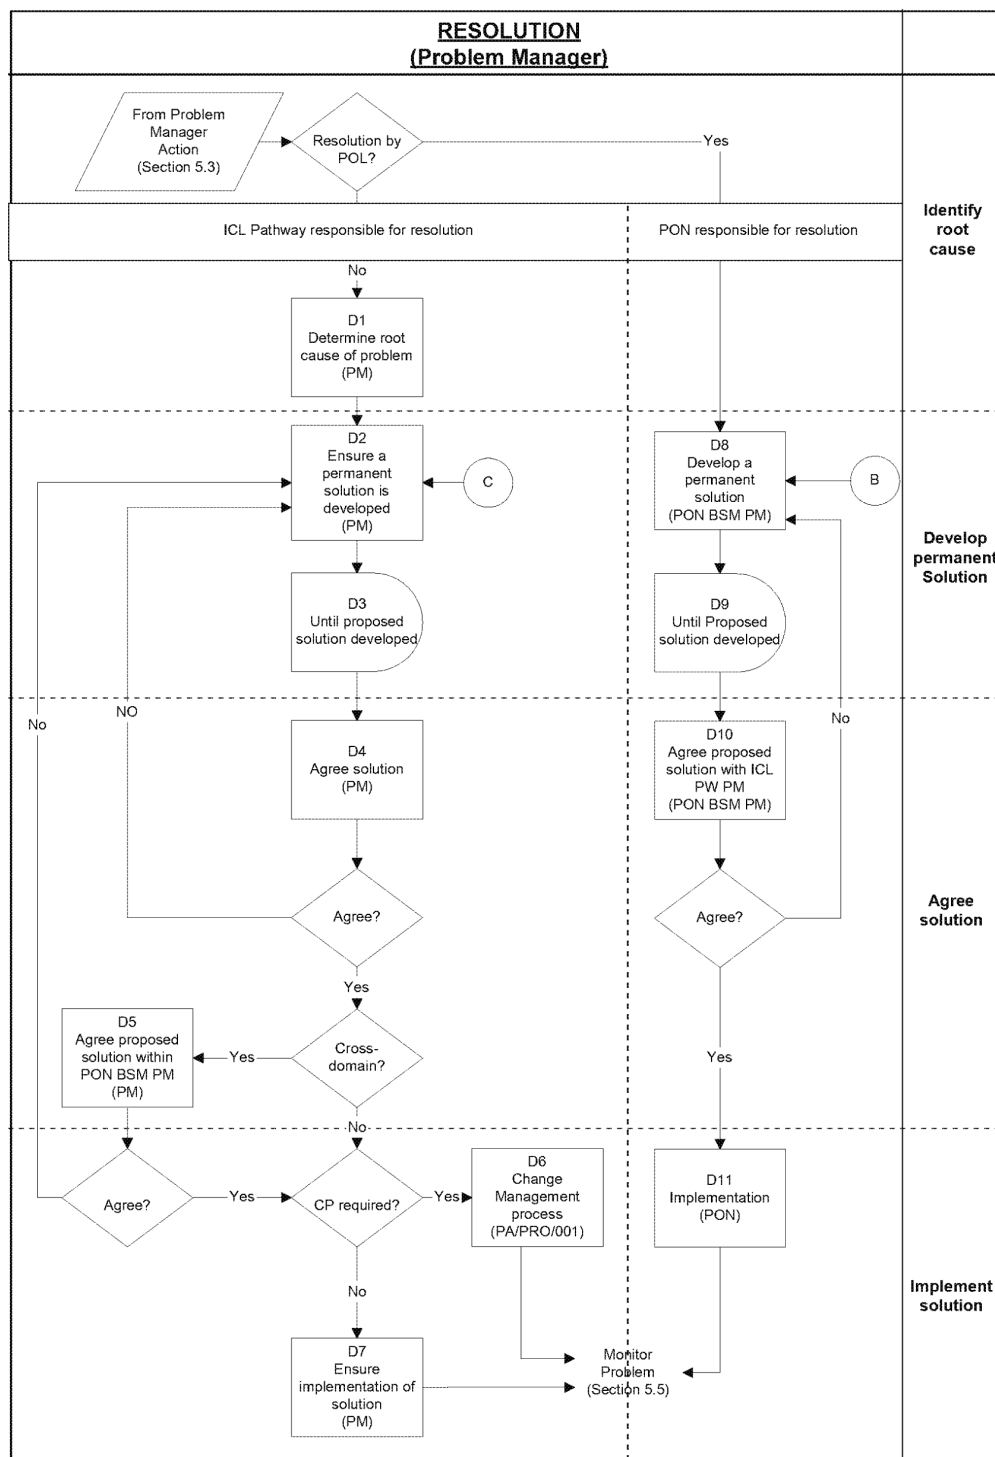 RESOLUTION
(Problem Manager)
From Problem
Manager
Action
(Section 5.3)
Resolution by
POL?
Yes
Identify
root
cause
ICL Pathway responsible for resolution
PON responsible for resolution
No
D1
Determine root
cause of problem
(PM)
D2
Ensure a
permanent
solution is
developed
(PM)
C
D8
Develop a
permanent
solution
(PON BSM PM)
B
Develop
permanent
Solution
D3
Until proposed
solution developed
D9
Until Proposed
solution developed
No
NO
No
D4
Agree solution
(PM)
D10
Agree proposed
solution with ICL
PW PM
(PON BSM PM)
Agree?
Agree?
Agree
solution
Yes
D5
Agree proposed
solution within
PON BSM PM
(PM)
Yes
Cross-
domain?
Yes
No
Agree?
Yes
CP required?
Yes
D6
Change
Management
process
(PA/PRO/001)
D11
Implementation
(PON)
No
Implement
solution
D7
Ensure
implementation of
solution
(PM)
Monitor
Problem
(Section 5.5)